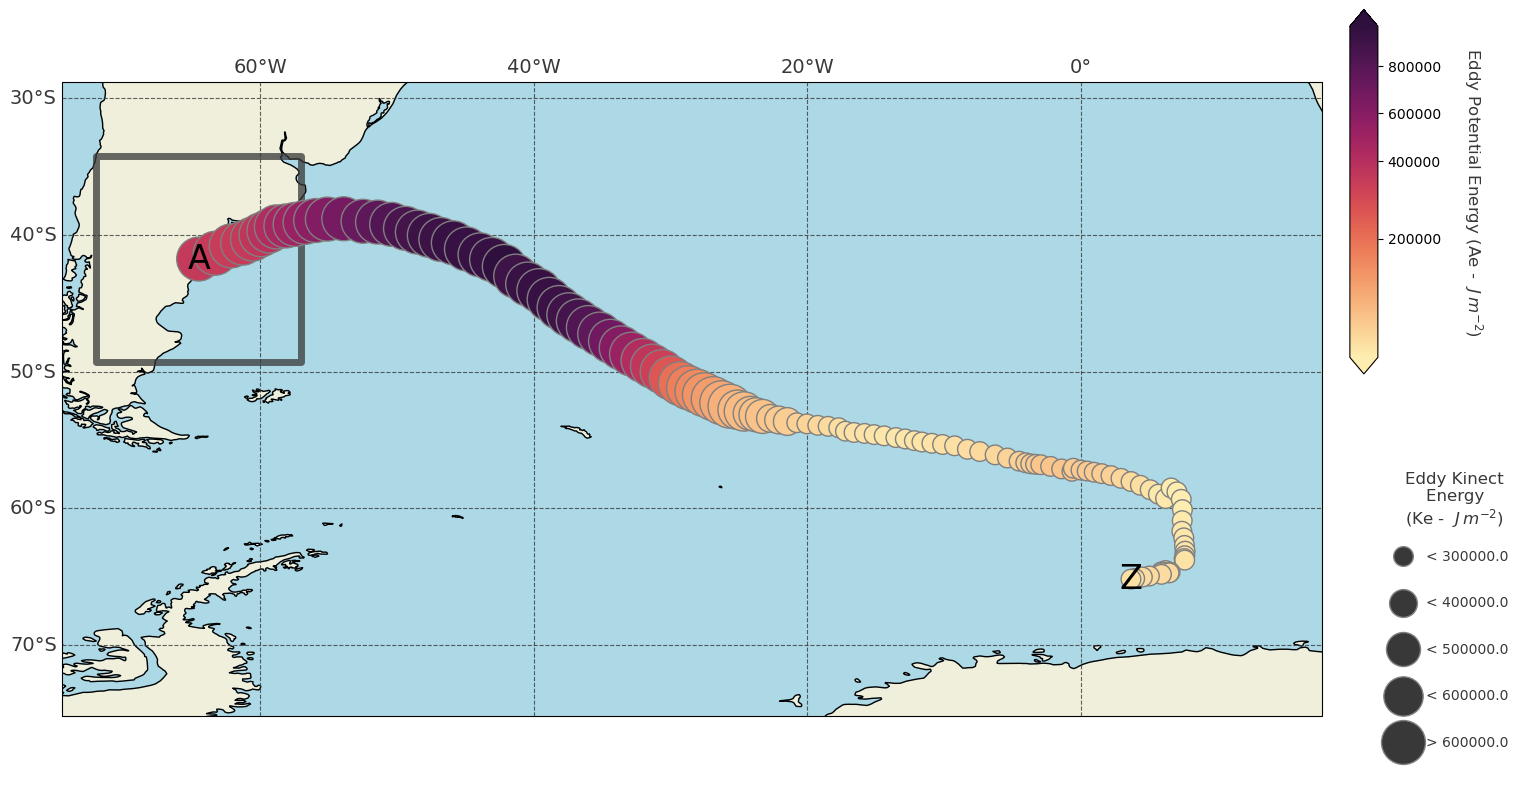 60°W 40°W 20°W 0°
30°S
40°S
50°S
60°S
70°S
A
Z
800000
600000
400000
200000
Eddy Potential Energy (Ae - J m⁻²)
Eddy Kinect
Energy
(Ke - J m⁻²)
< 300000.0
< 400000.0
< 500000.0
< 600000.0
> 600000.0